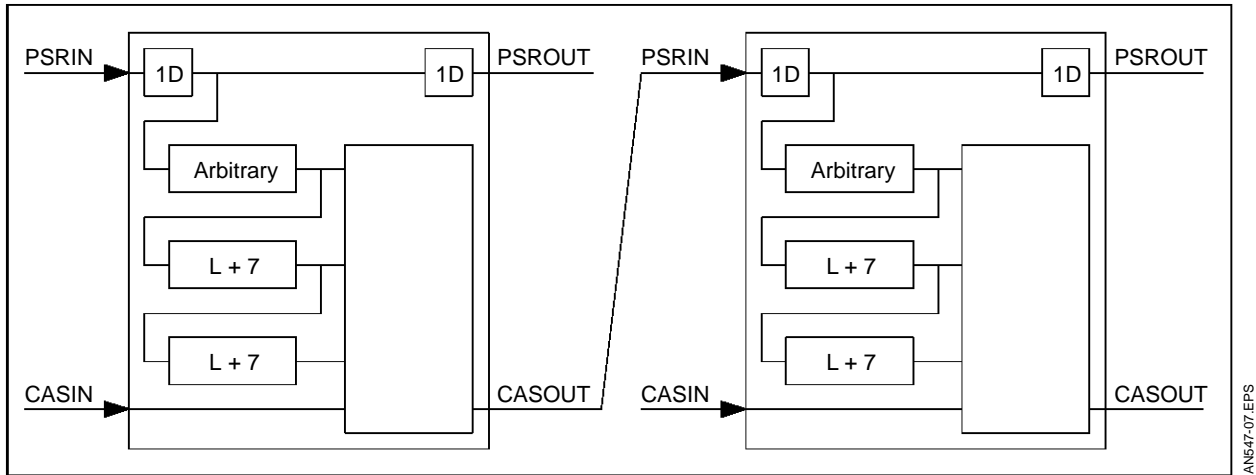 PSRIN
1D
1D
PSROUT
Arbitrary
L + 7
L + 7
CASIN
CASOUT
PSRIN
1D
1D
PSROUT
Arbitrary
L + 7
L + 7
CASIN
CASOUT
AN547-07.EPS